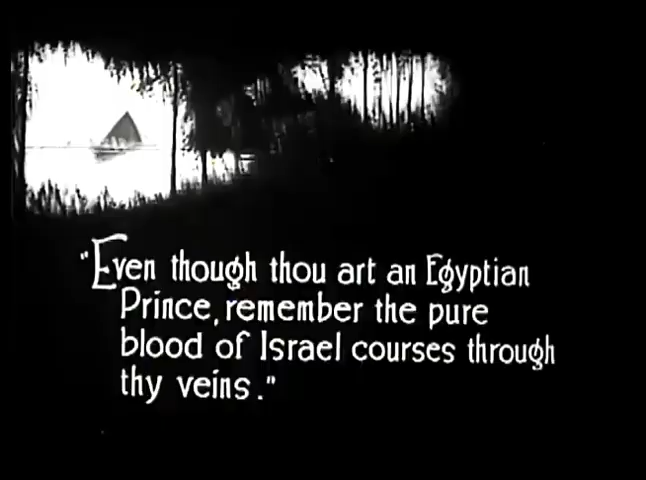 "Even though thou art an Egyptian
Prince, remember the pure
blood of Israel courses through
thy veins."